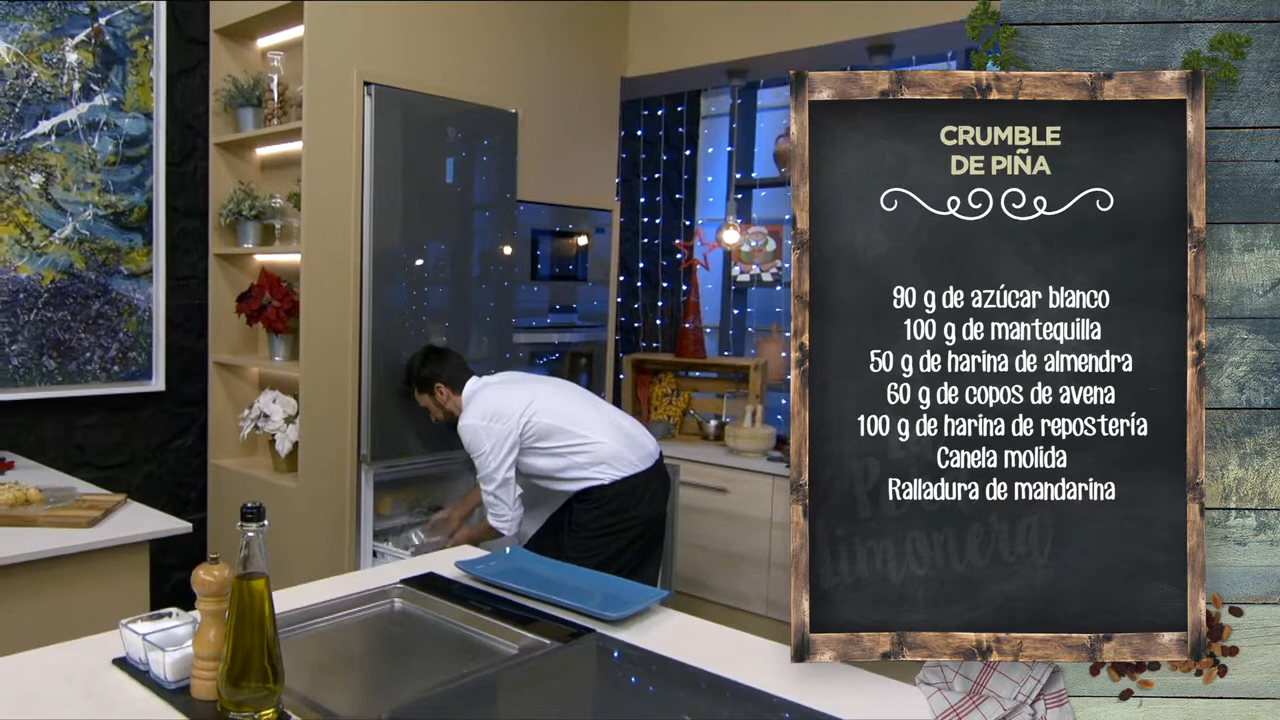 CRUMBLE
DE PIÑA
90 g de azúcar blanco
100 g de mantequilla
50 g de harina de almendra
60 g de copos de avena
100 g de harina de repostería
Canela molida
Ralladura de mandarina
limonera